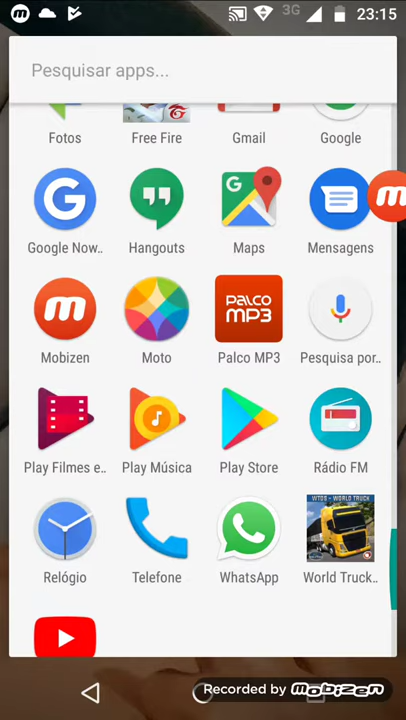 3G 23:15
Pesquisar apps...
Fotos Free Fire Gmail Google
Google Now.. Hangouts Maps Mensagens
PALCO MP3
Mobizen Moto Palco MP3 Pesquisa por..
Play Filmes e.. Play Música Play Store Rádio FM
WTDS - WORLD TRUCK
Relógio Telefone WhatsApp World Truck..
Recorded by Mobizen